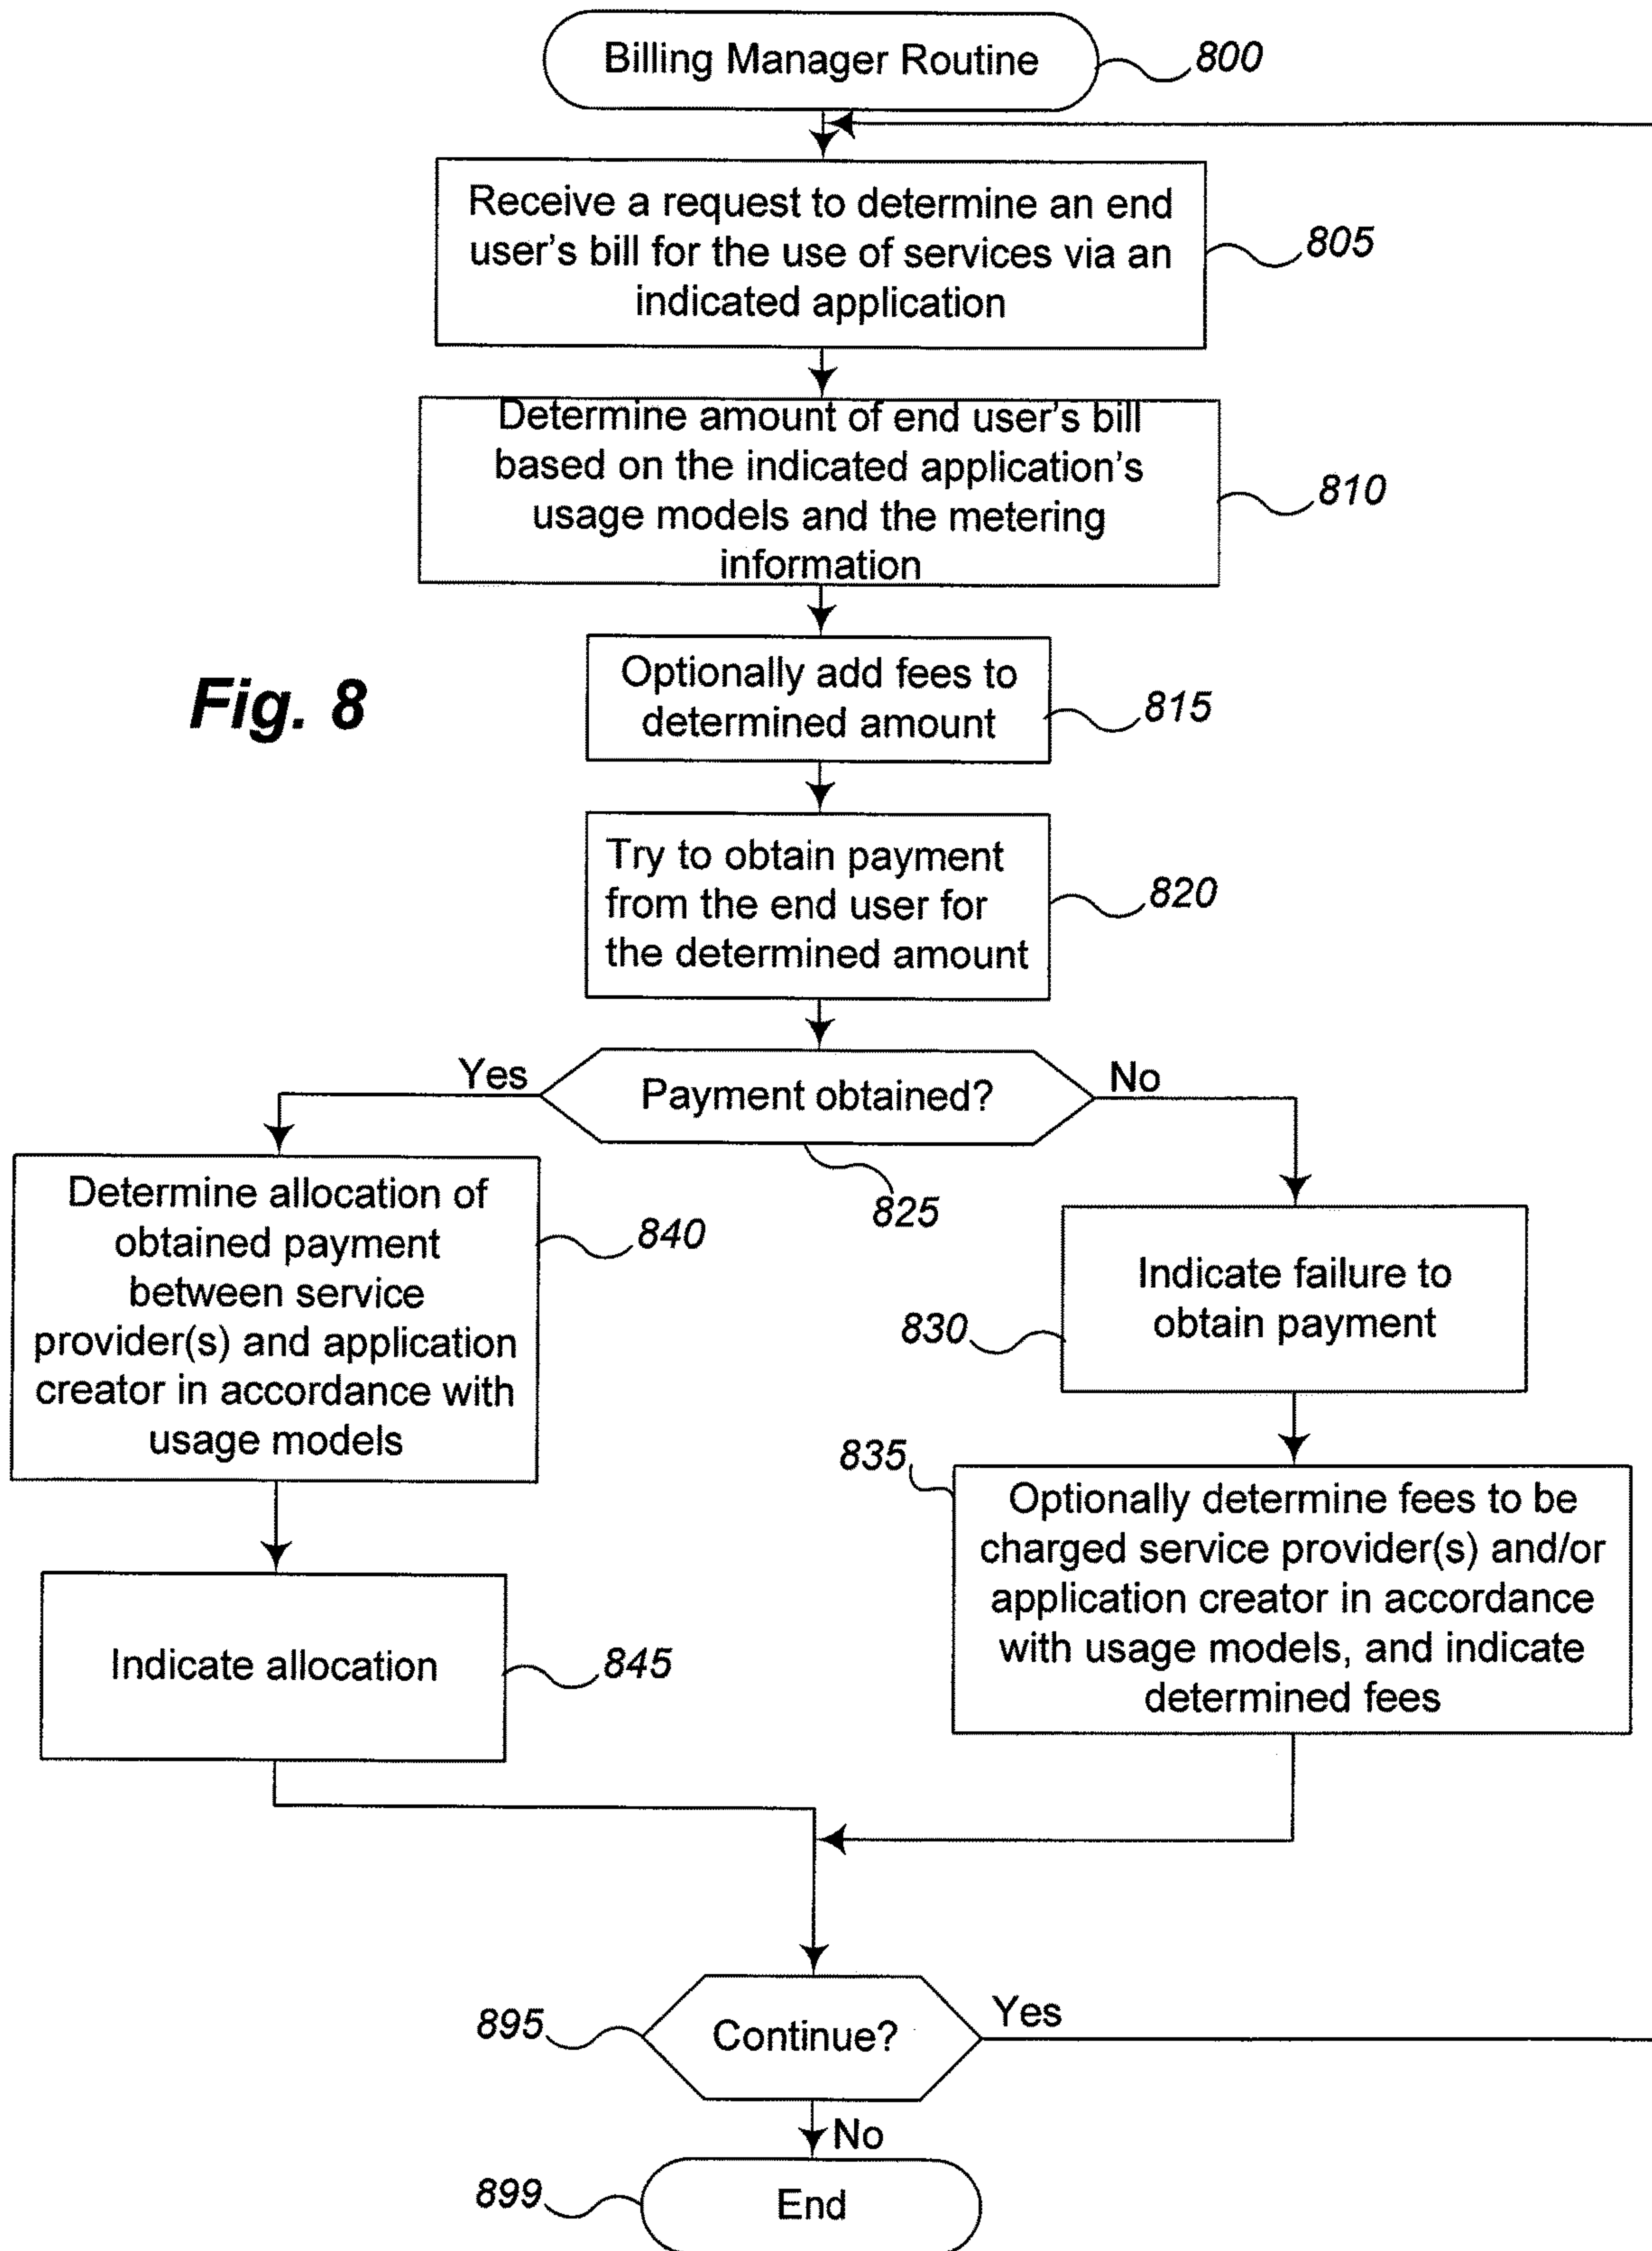 Billing Manager Routine
800
Receive a request to determine an end
user's bill for the use of services via an
indicated application
805
Determine amount of end user's bill
based on the indicated application's
usage models and the metering
information
810
Fig. 8
Optionally add fees to
determined amount
815
Try to obtain payment
from the end user for
the determined amount
820
Yes
Payment obtained?
No
825
Determine allocation of
obtained payment
between service
provider(s) and application
creator in accordance with
usage models
840
Indicate failure to
obtain payment
830
835
Optionally determine fees to be
charged service provider(s) and/or
application creator in accordance
with usage models, and indicate
determined fees
Indicate allocation
845
895
Continue?
Yes
No
899
End